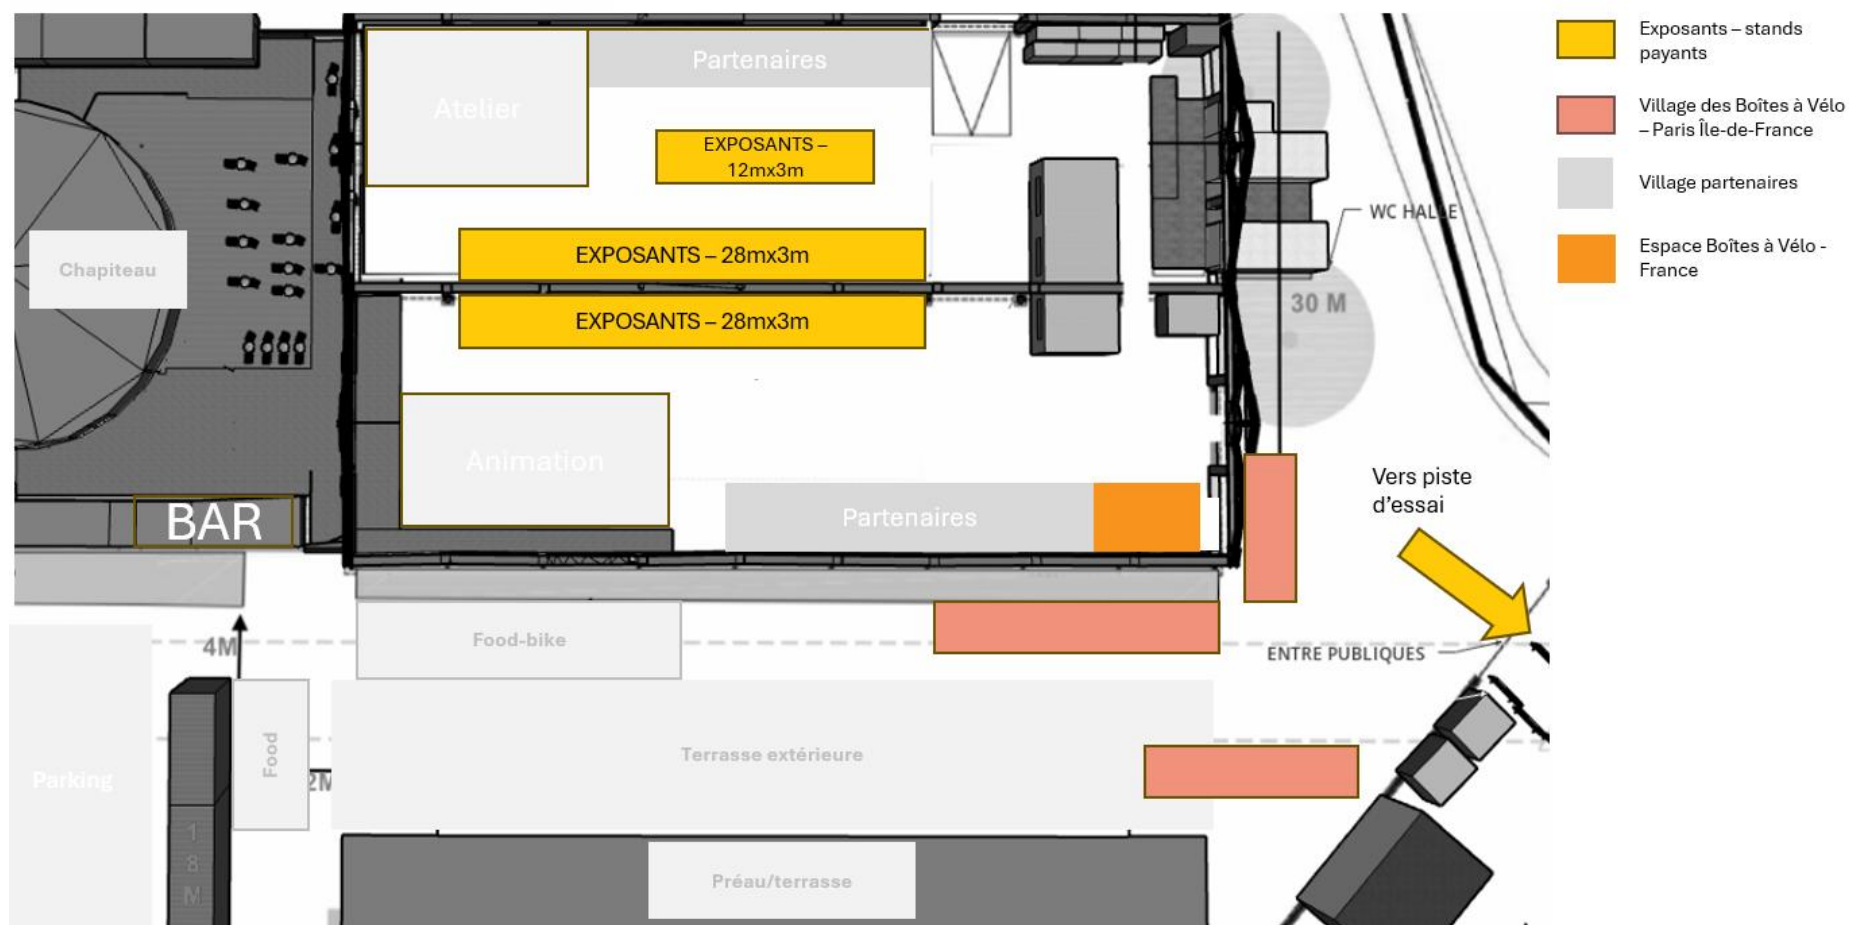 Partenaires
Atelier
EXPOSANTS –
12mx3m
EXPOSANTS – 28mx3m
EXPOSANTS – 28mx3m
Chapiteau
Animation
Partenaires
BAR
WC HALLE
30 M
Vers piste
d’essai
ENTRE PUBLIQUES
4M
Food-bike
Food
2M
Terrasse extérieure
Parking
18M
Préau/terrasse
Exposants – stands
payants
Village des Boîtes à Vélo
– Paris Île-de-France
Village partenaires
Espace Boîtes à Vélo -
France